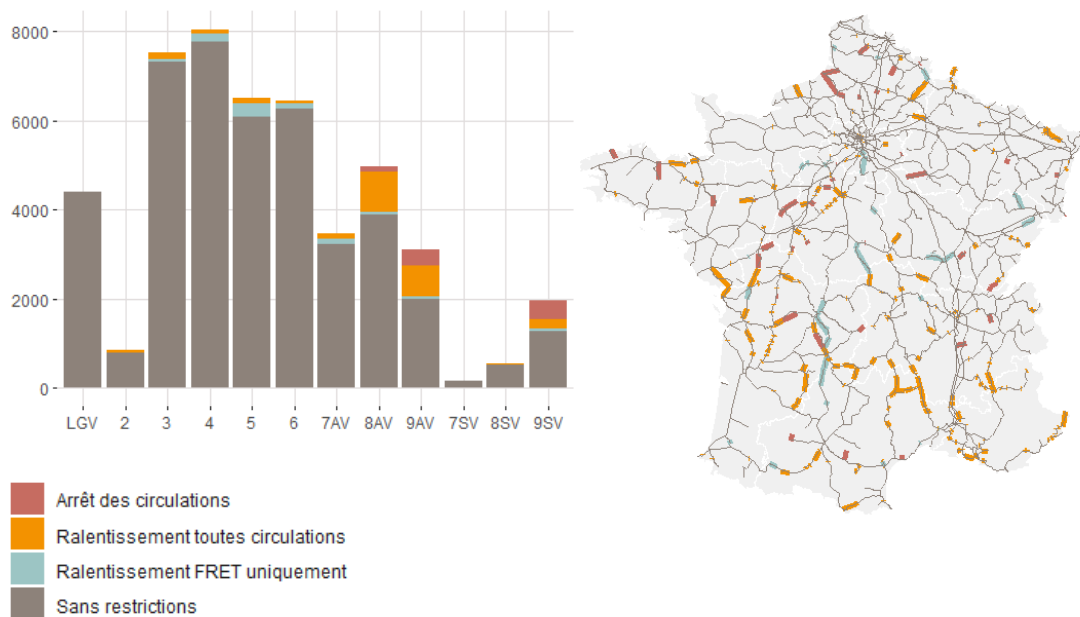 8000
6000
4000
2000
0
LGV 2 3 4 5 6 7AV 8AV 9AV 7SV 8SV 9SV
Arrêt des circulations
Ralentissement toutes circulations
Ralentissement FRET uniquement
Sans restrictions